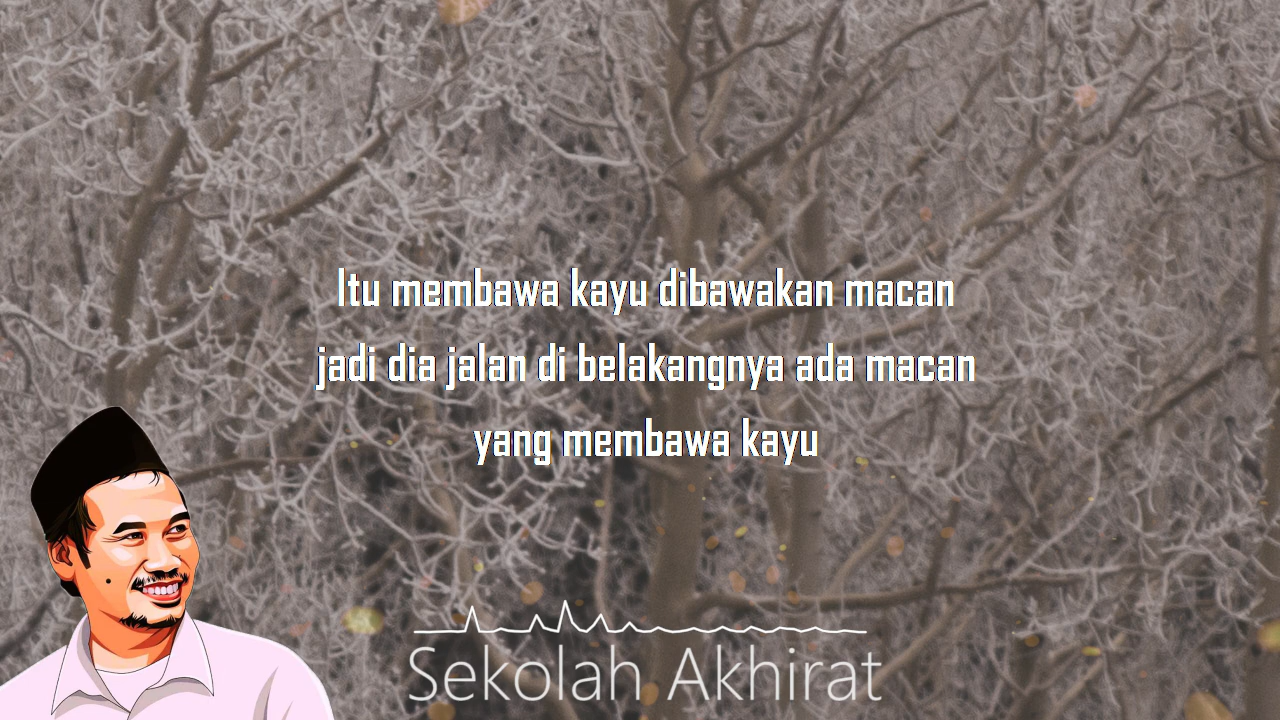 Itu membawa kayu dibawakan macan
jadi dia jalan di belakangnya ada macan
yang membawa kayu
Sekolah Akhirat